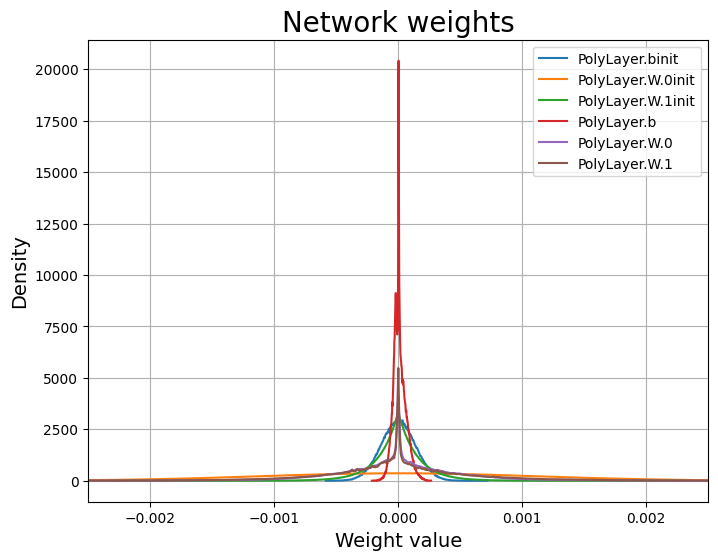 Network weights
PolyLayer.binit
PolyLayer.W.0init
PolyLayer.W.1init
PolyLayer.b
PolyLayer.W.0
PolyLayer.W.1
20000
17500
15000
12500
10000
7500
5000
2500
0
Density
−0.002 −0.001 0.000 0.001 0.002
Weight value